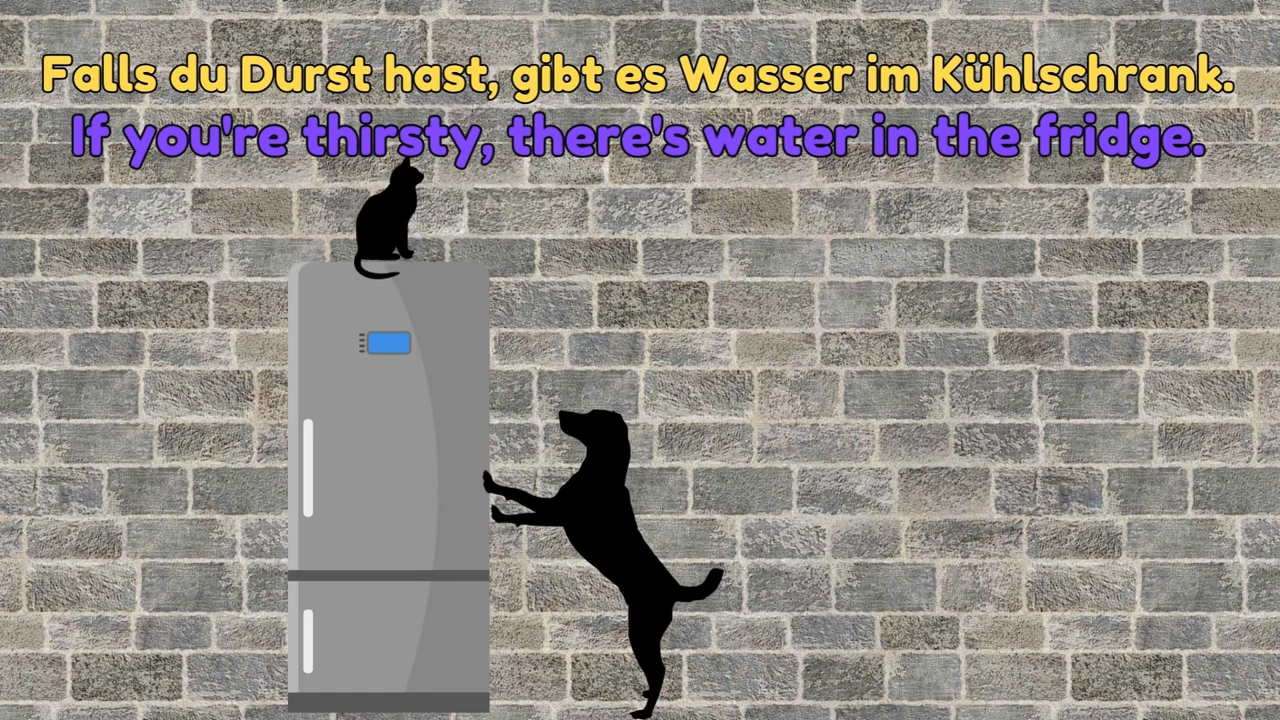 Falls du Durst hast, gibt es Wasser im Kühlschrank.
If you're thirsty, there's water in the fridge.